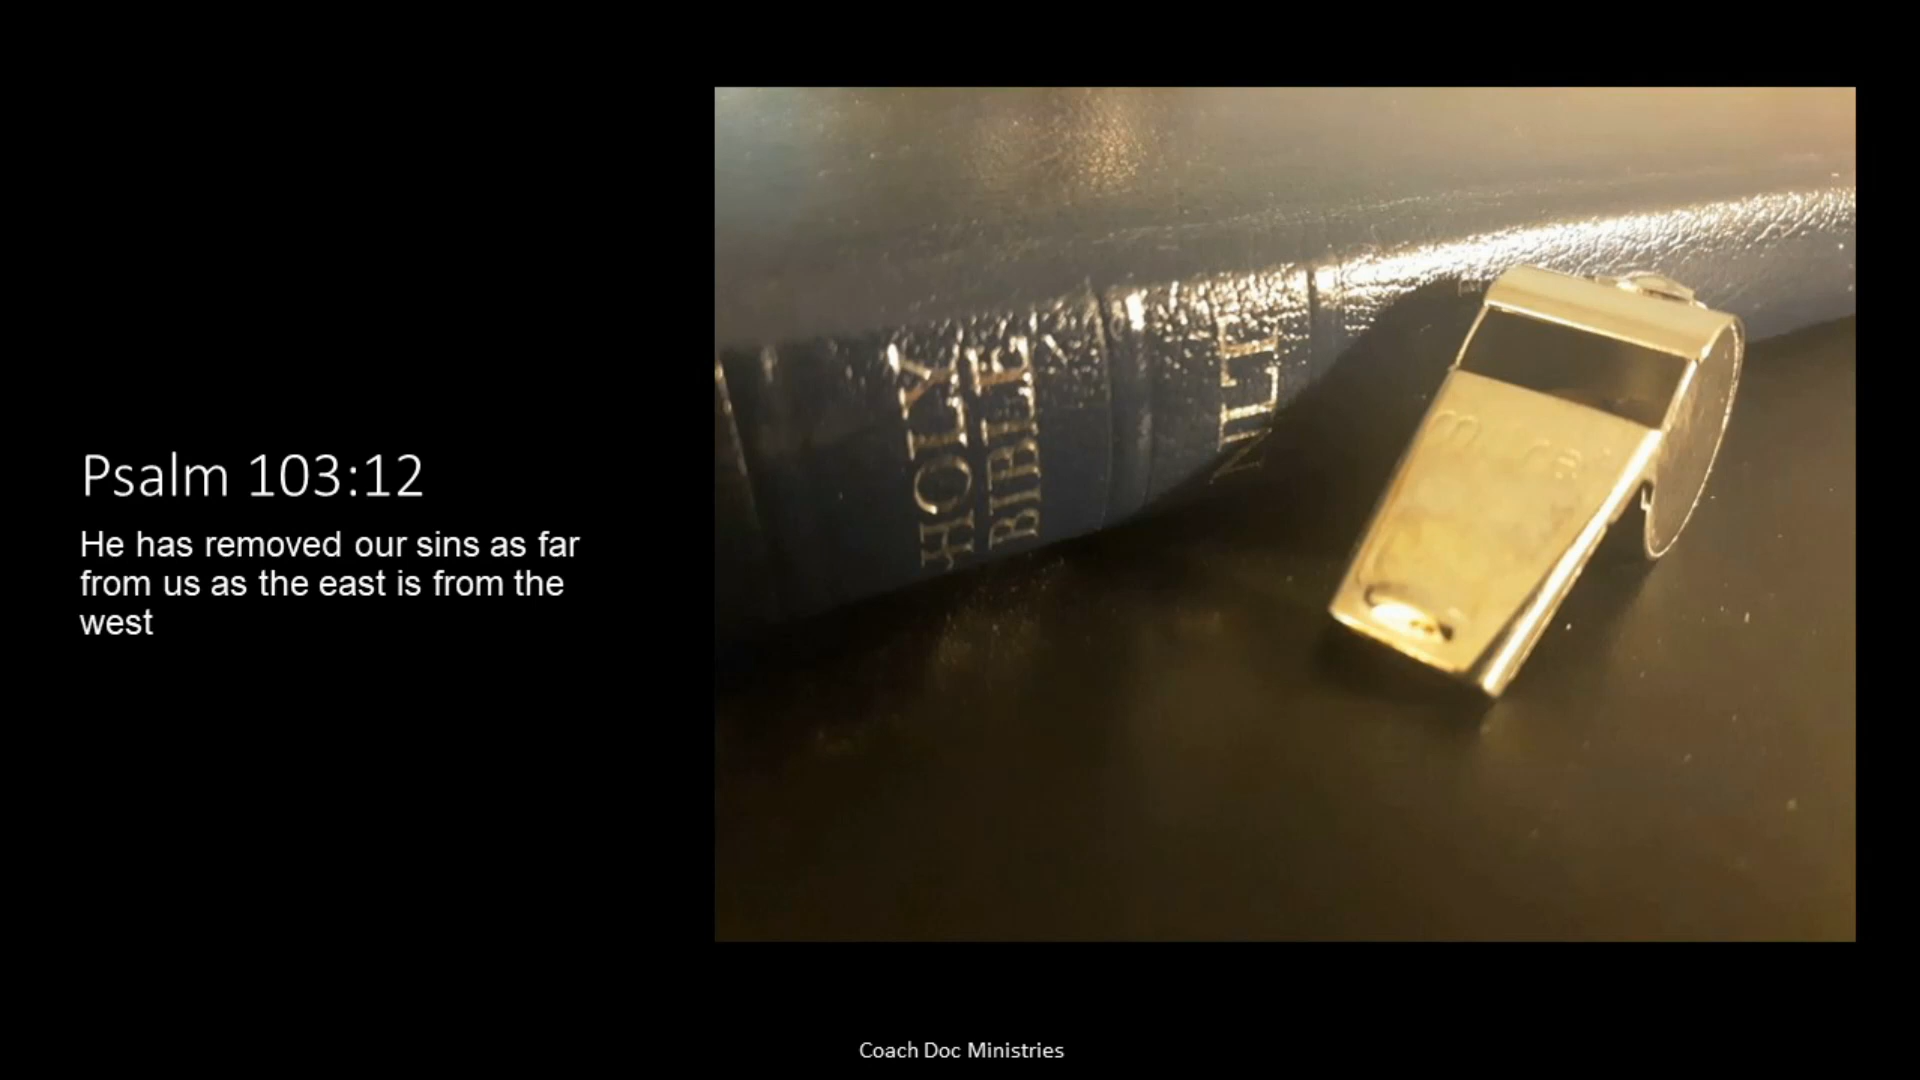 Psalm 103:12
He has removed our sins as far
from us as the east is from the
west
HOLY
BIBLE
NLT
Coach Doc Ministries